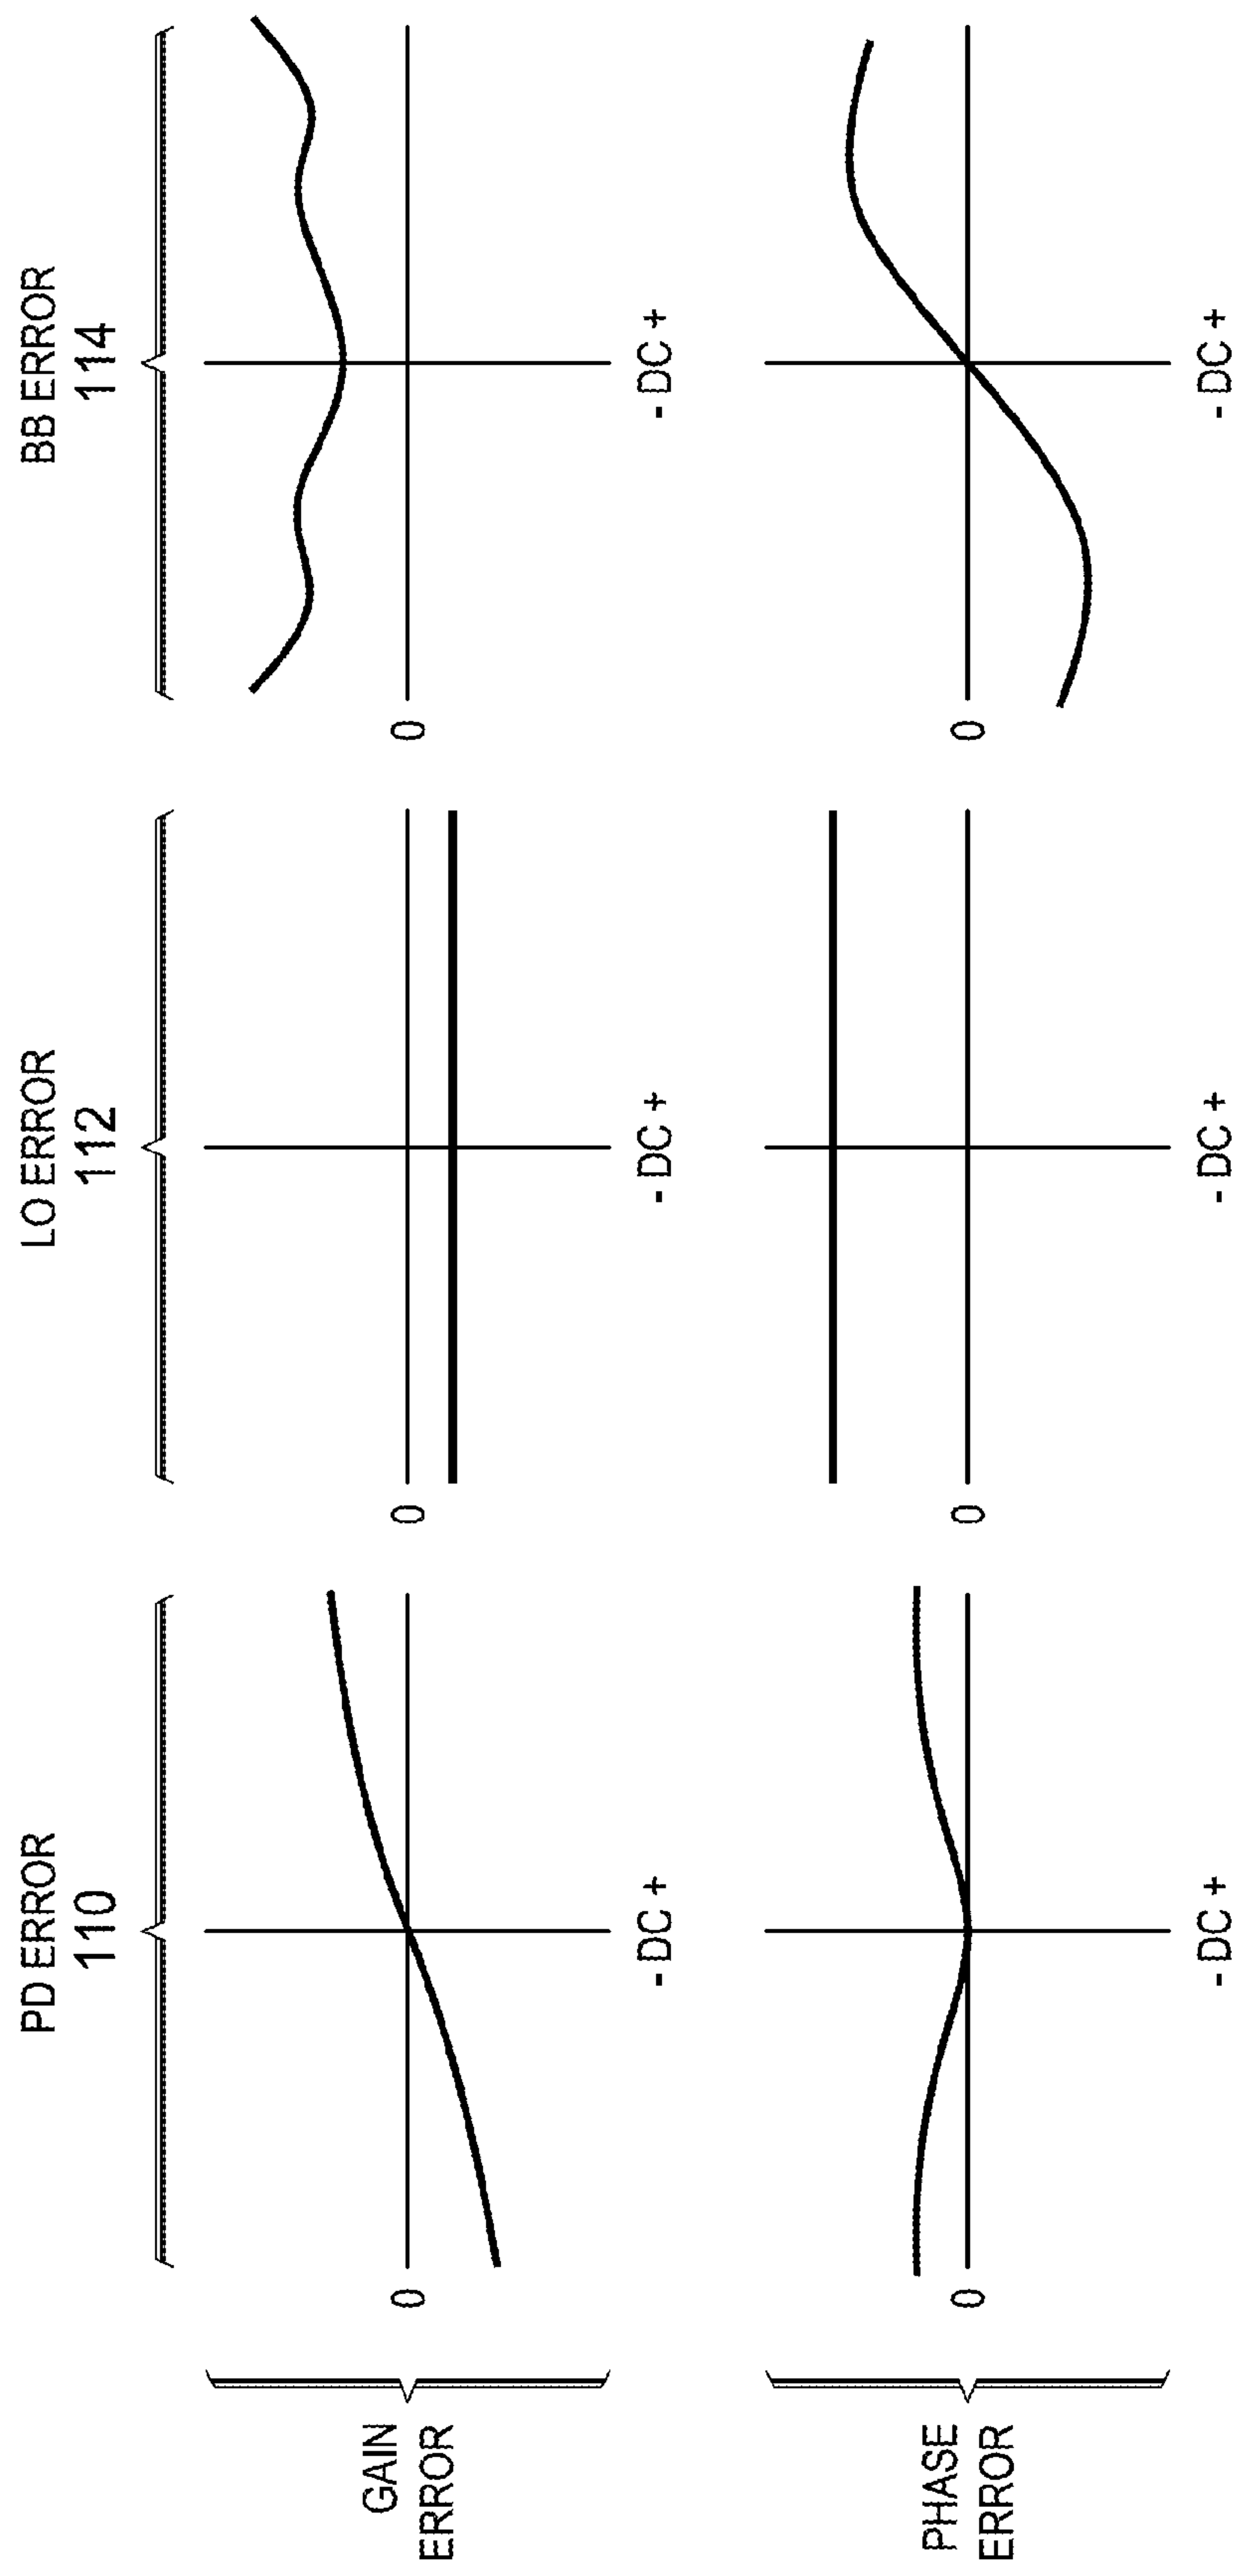 PD ERROR
110
LO ERROR
112
BB ERROR
114
GAIN
ERROR
0
0
0
- DC +
- DC +
- DC +
PHASE
ERROR
0
0
0
- DC +
- DC +
- DC +